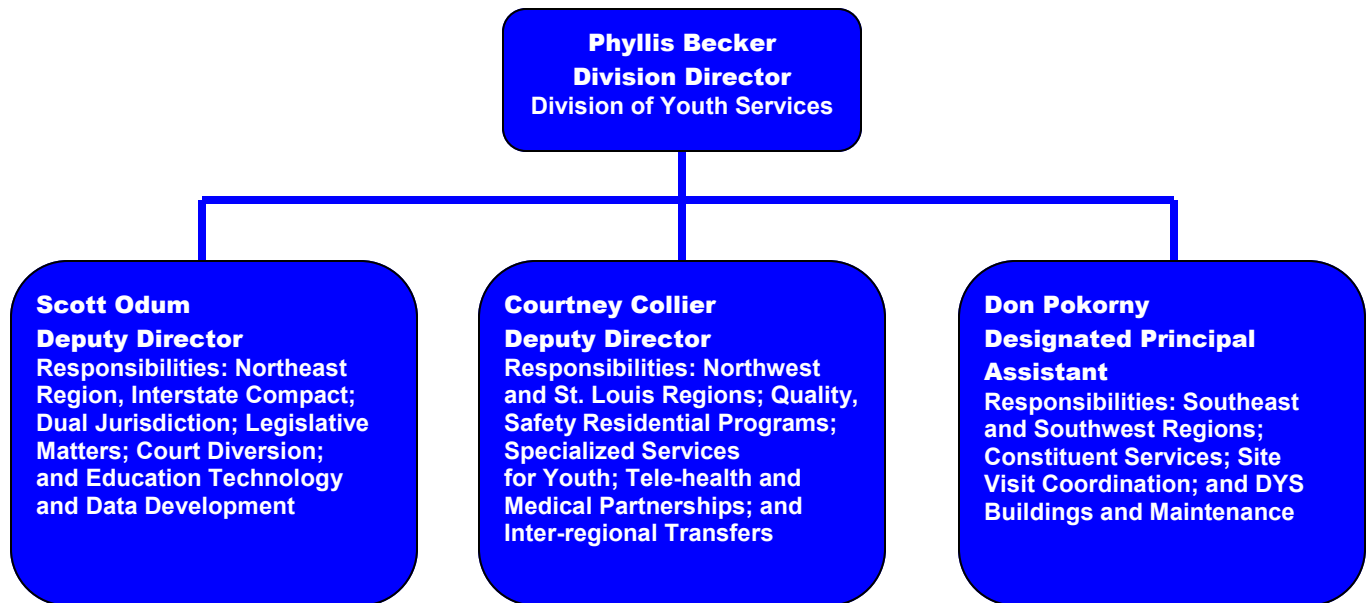 Phyllis Becker
Division Director
Division of Youth Services
Scott Odum
Deputy Director
Responsibilities: Northeast
Region, Interstate Compact;
Dual Jurisdiction; Legislative
Matters; Court Diversion;
and Education Technology
and Data Development
Courtney Collier
Deputy Director
Responsibilities: Northwest
and St. Louis Regions; Quality,
Safety Residential Programs;
Specialized Services
for Youth; Tele-health and
Medical Partnerships; and
Inter-regional Transfers
Don Pokorny
Designated Principal
Assistant
Responsibilities: Southeast
and Southwest Regions;
Constituent Services; Site
Visit Coordination; and DYS
Buildings and Maintenance